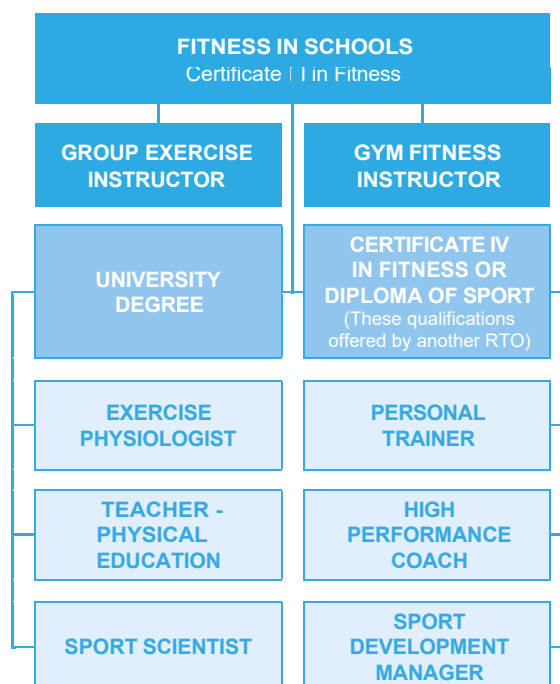 FITNESS IN SCHOOLS
Certificate III in Fitness
GROUP EXERCISE
INSTRUCTOR
GYM FITNESS
INSTRUCTOR
UNIVERSITY
DEGREE
CERTIFICATE IV
IN FITNESS OR
DIPLOMA OF SPORT
(These qualifications
offered by another RTO)
EXERCISE
PHYSIOLOGIST
PERSONAL
TRAINER
TEACHER -
PHYSICAL
EDUCATION
HIGH
PERFORMANCE
COACH
SPORT SCIENTIST
SPORT
DEVELOPMENT
MANAGER